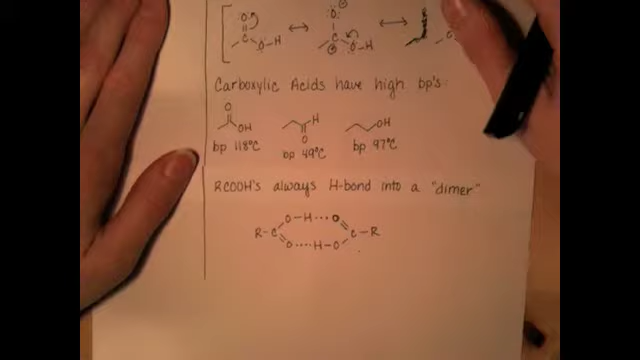 Carboxylic Acids have high bp's:
O
OH
H
O
OH
bp 118°C bp 49°C bp 97°C
RCOOH's always H-bond into a "dimer"
O-H····O
R-C C-R
O····H-O